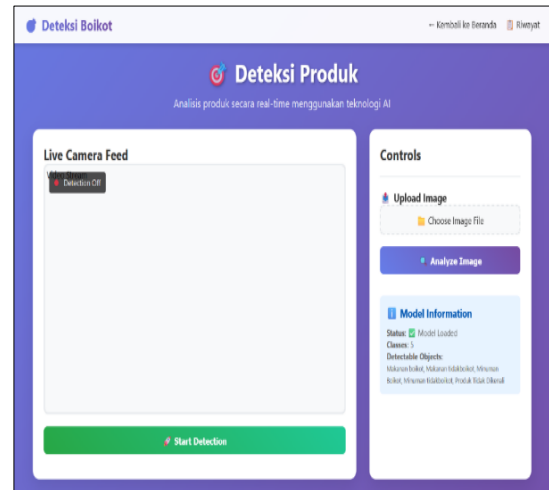 Deteksi Boikot
← Kembali ke Beranda
Riwayat
Deteksi Produk
Analisis produk secara real-time menggunakan teknologi AI
Live Camera Feed
Video Stream
Detection Off
Start Detection
Controls
Upload Image
Choose Image File
Analyze Image
Model Information
Status: Model Loaded
Classes: 5
Detectable Objects:
Makanan boikot, Makanan tidakboikot, Minuman
Boikot, Minuman tidakboikot, Produk Tidak Dikenali